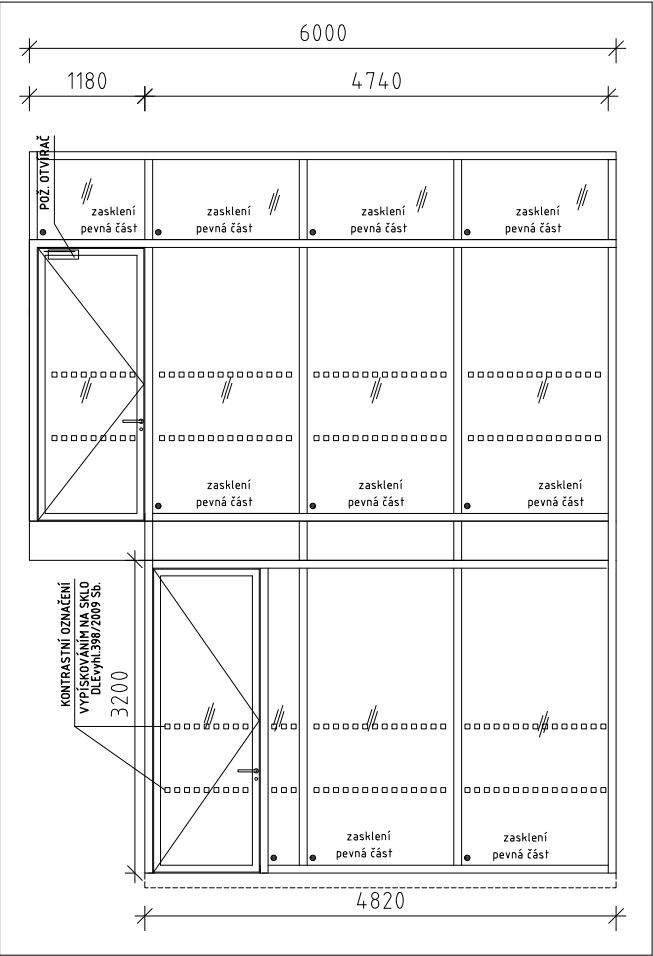 6000
1180
4740
POŽ. OTVÍRAČ
zasklení
pevná část
zasklení
pevná část
zasklení
pevná část
zasklení
pevná část
zasklení
pevná část
zasklení
pevná část
zasklení
pevná část
KONTRASTNÍ OZNAČENÍ
VYPÍSKOVÁNÍM NA SKLO
DLEvyhl.398/2009 Sb.
3200
zasklení
pevná část
zasklení
pevná část
4820